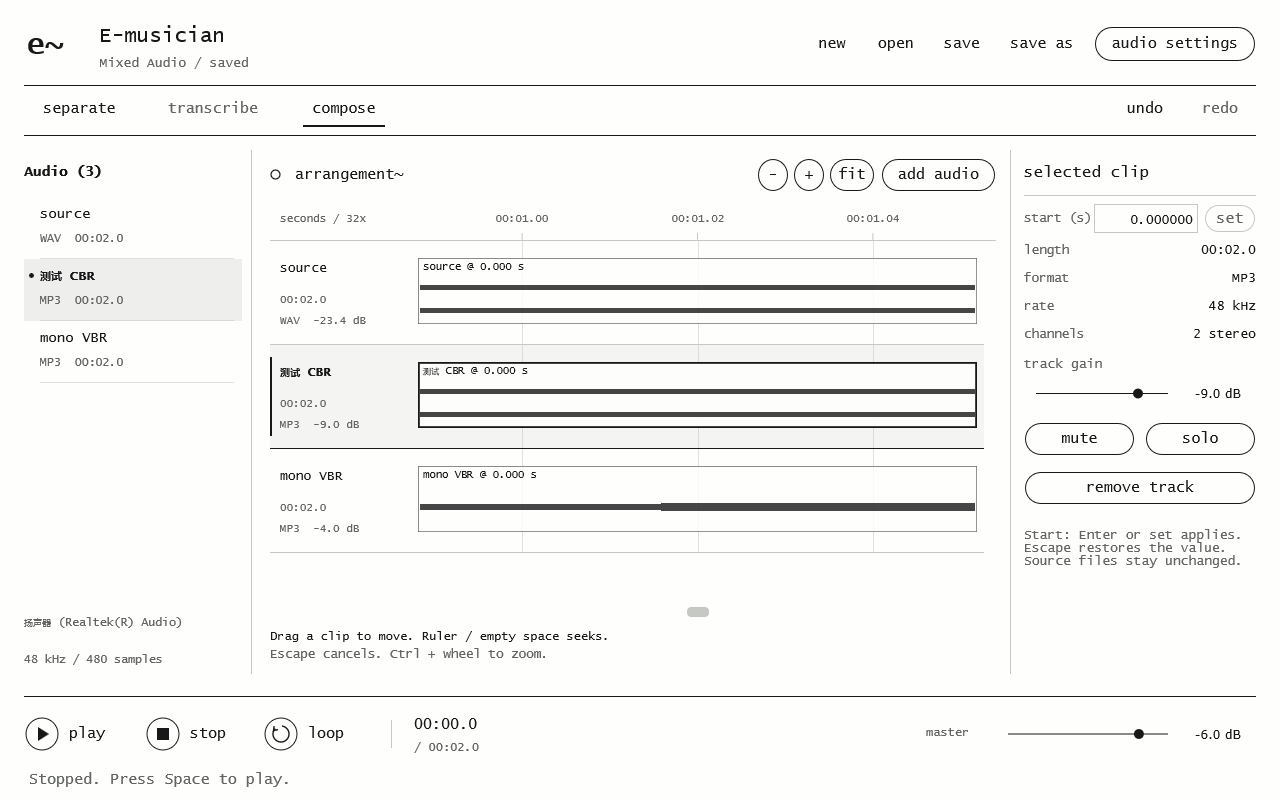 e~
E-musician
Mixed Audio / saved
new open save save as audio settings
separate transcribe compose undo redo
Audio (3)
source
WAV 00:02.0
测试 CBR
MP3 00:02.0
mono VBR
MP3 00:02.0
扬声器 (Realtek(R) Audio)
48 kHz / 480 samples
arrangement~ - + fit add audio
seconds / 32x 00:01.00 00:01.02 00:01.04
source
00:02.0
WAV -23.4 dB
source @ 0.000 s
测试 CBR
00:02.0
MP3 -9.0 dB
测试 CBR @ 0.000 s
mono VBR
00:02.0
MP3 -4.0 dB
mono VBR @ 0.000 s
Drag a clip to move. Ruler / empty space seeks.
Escape cancels. Ctrl + wheel to zoom.
selected clip
start (s) 0.000000 set
length 00:02.0
format MP3
rate 48 kHz
channels 2 stereo
track gain
-9.0 dB
mute solo
remove track
Start: Enter or set applies.
Escape restores the value.
Source files stay unchanged.
play stop loop 00:00.0
/ 00:02.0
master -6.0 dB
Stopped. Press Space to play.